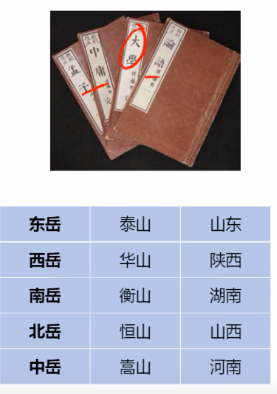 孟子
中庸
大學
論語
东岳 泰山 山东
西岳 华山 陕西
南岳 衡山 湖南
北岳 恒山 山西
中岳 嵩山 河南